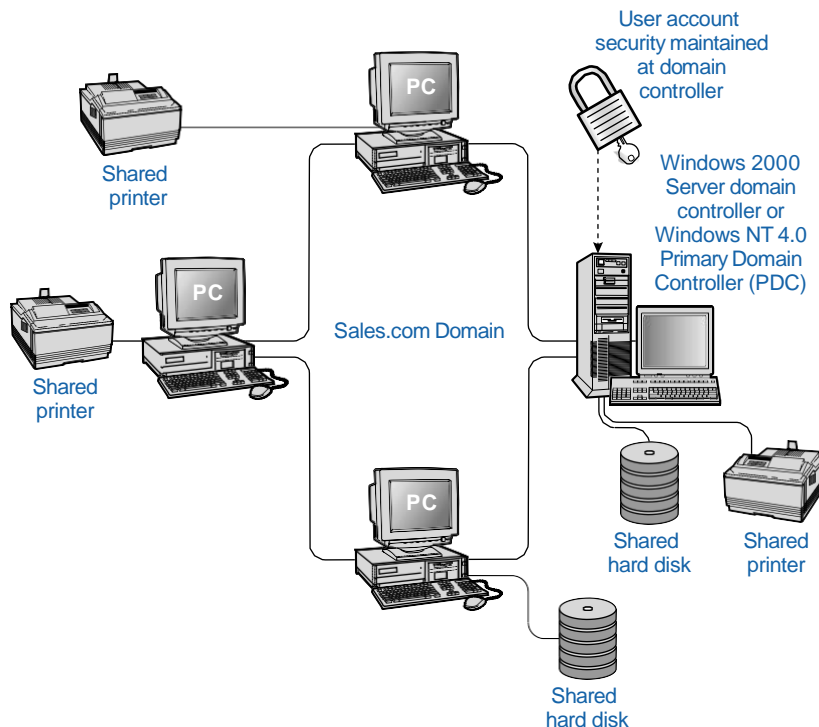 User account
security maintained
at domain
controller
PC
Shared
printer
Windows 2000
Server domain
controller or
Windows NT 4.0
Primary Domain
Controller (PDC)
PC
Sales.com Domain
Shared
printer
PC
Shared
hard disk
Shared
printer
Shared
hard disk